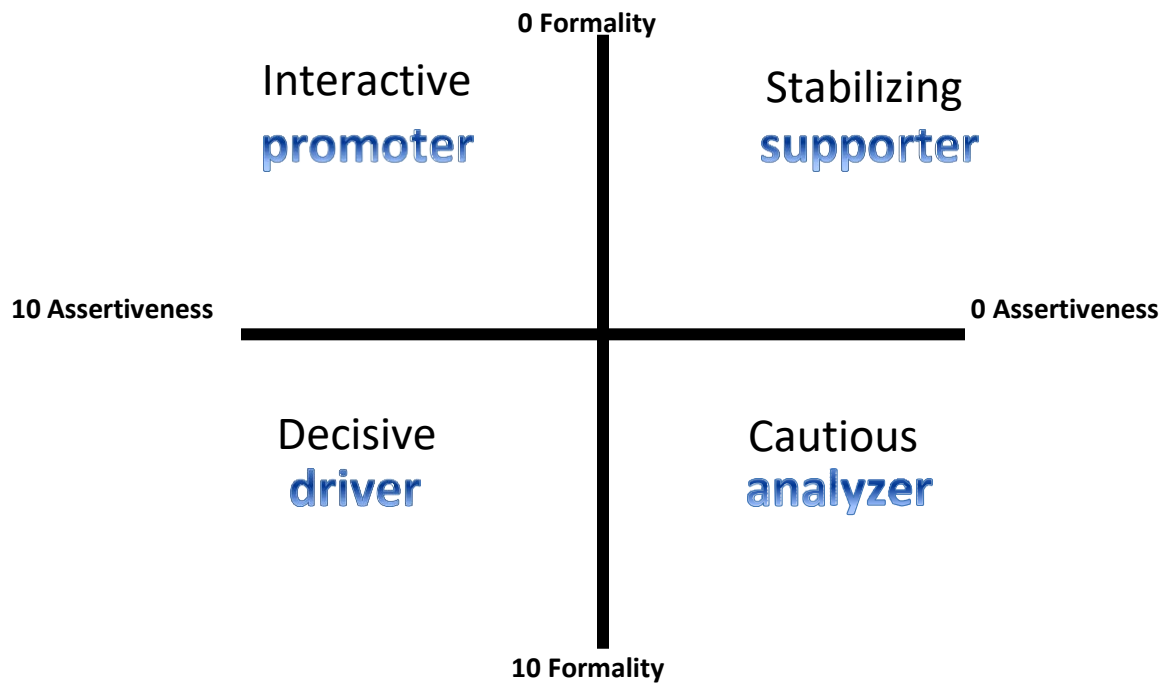 0 Formality
Interactive
promoter
Stabilizing
supporter
10 Assertiveness
0 Assertiveness
Decisive
driver
Cautious
analyzer
10 Formality